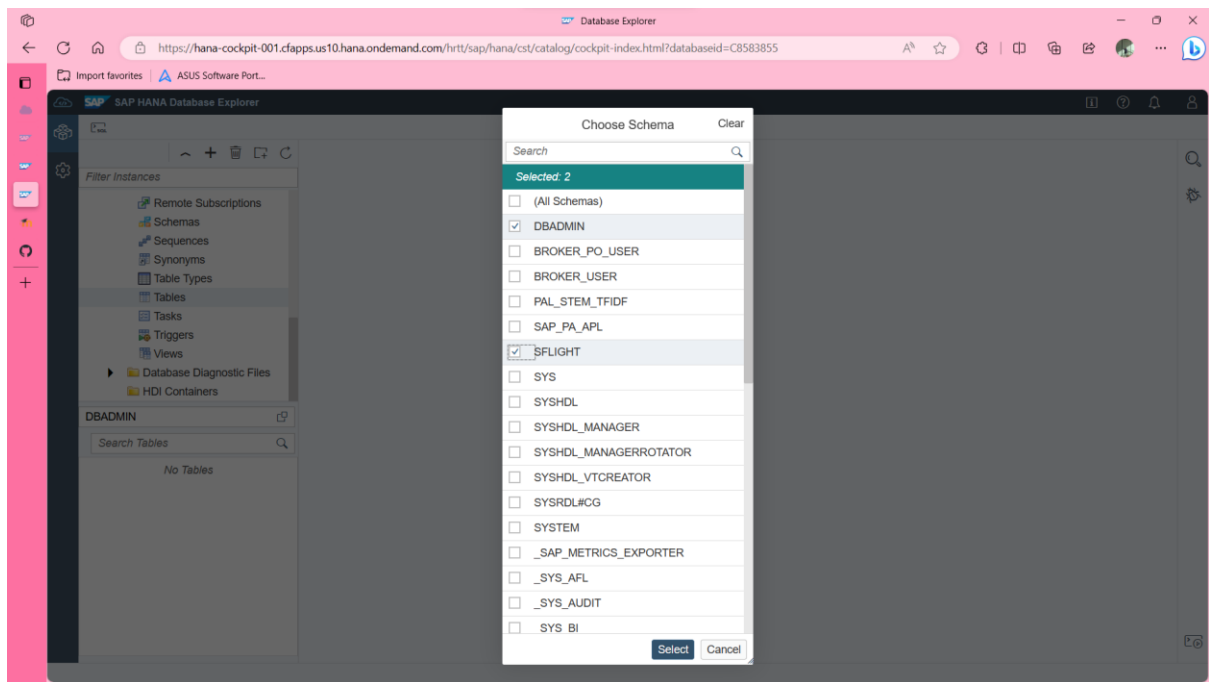 Database Explorer
https://hana-cockpit-001.cfapps.us10.hana.ondemand.com/hrtt/sap/hana/cst/catalog/cockpit-index.html?databaseid=C8583855
Import favorites
ASUS Software Port...
SAP SAP HANA Database Explorer
Filter Instances
Remote Subscriptions
Schemas
Sequences
Synonyms
Table Types
Tables
Tasks
Triggers
Views
Database Diagnostic Files
HDI Containers
DBADMIN
Search Tables
No Tables
Choose Schema Clear
Search
Selected: 2
(All Schemas)
DBADMIN
BROKER_PO_USER
BROKER_USER
PAL_STEM_TFIDF
SAP_PA_APL
SFLIGHT
SYS
SYSHDL
SYSHDL_MANAGER
SYSHDL_MANAGERROTATOR
SYSHDL_VTCREATOR
SYSRDL#CG
SYSTEM
_SAP_METRICS_EXPORTER
_SYS_AFL
_SYS_AUDIT
_SYS_BI
Select Cancel